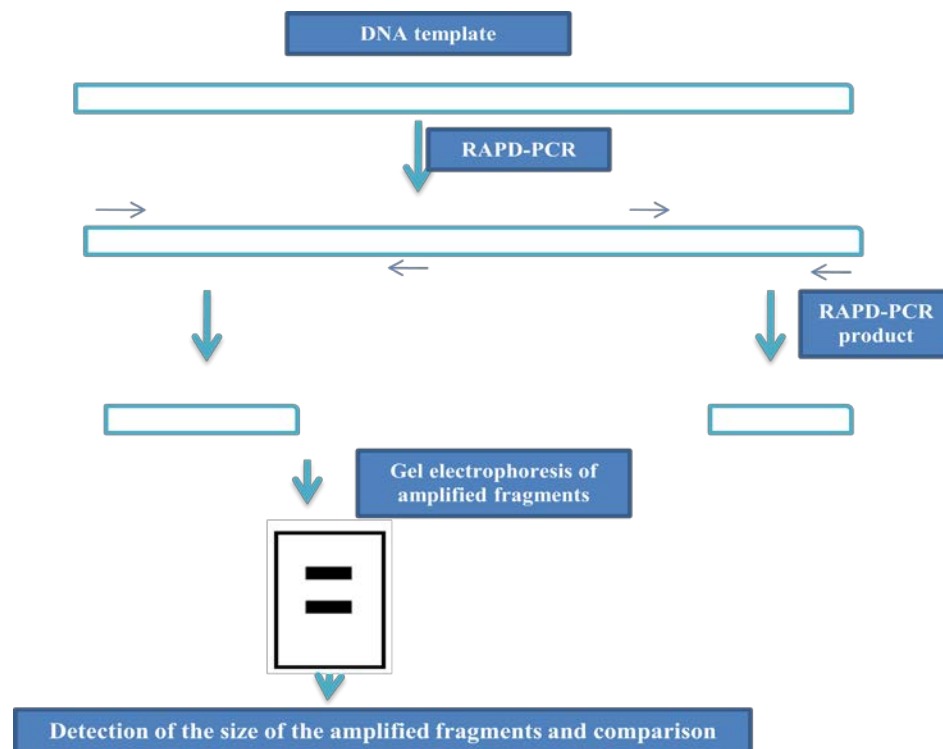 DNA template
RAPD-PCR
RAPD-PCR
product
Gel electrophoresis of
amplified fragments
Detection of the size of the amplified fragments and comparison